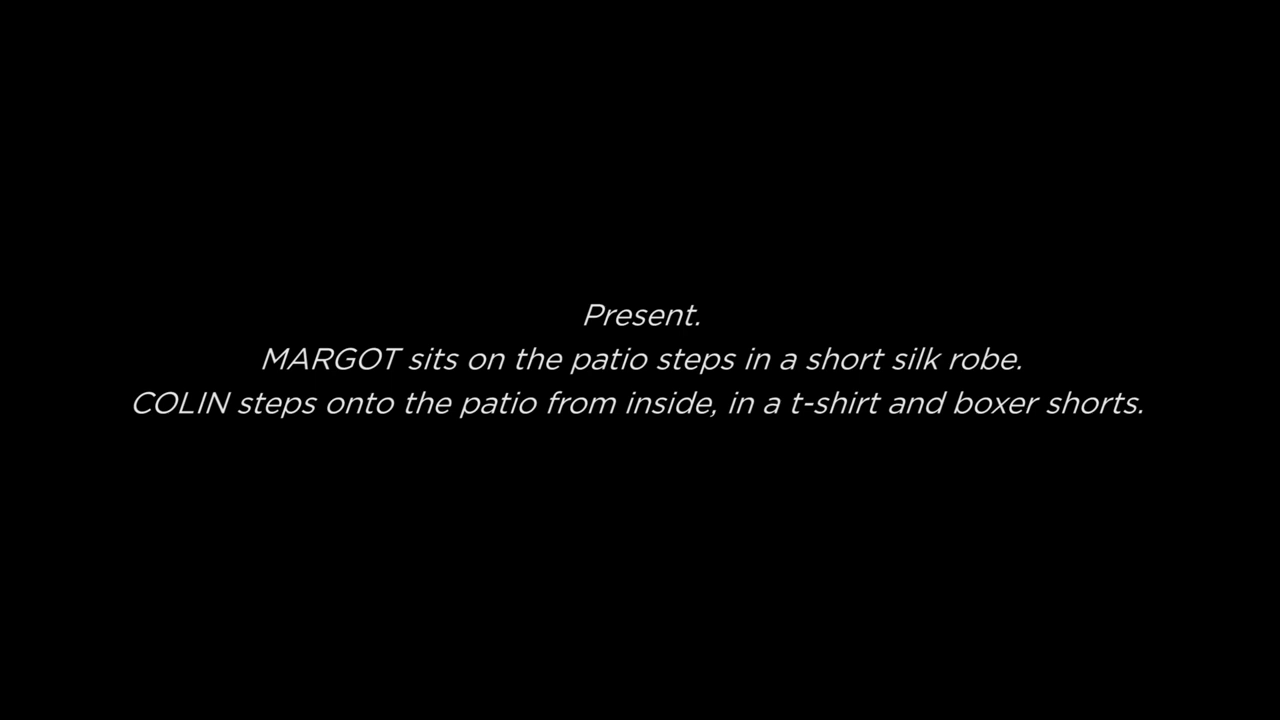 Present.
MARGOT sits on the patio steps in a short silk robe.
COLIN steps onto the patio from inside, in a t-shirt and boxer shorts.